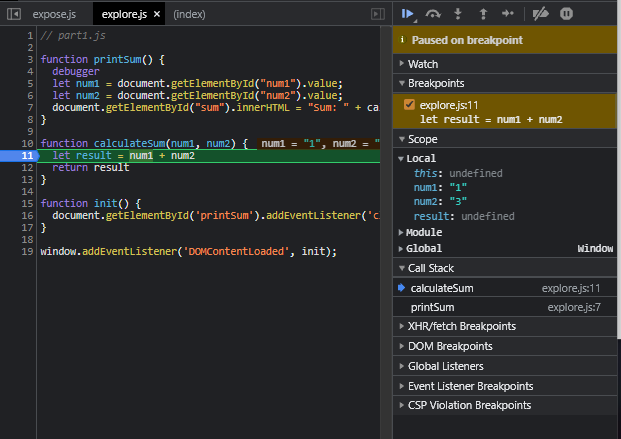 expose.js explore.js × (index)
1 // part1.js
2
3 function printSum() {
4 debugger
5 let num1 = document.getElementById("num1").value;
6 let num2 = document.getElementById("num2").value;
7 document.getElementById("sum").innerHTML = "Sum: " + ca
8 }
9
10 function calculateSum(num1, num2) { num1 = "1", num2 = "
11 let result = num1 + num2
12 return result
13 }
14
15 function init() {
16 document.getElementById('printSum').addEventListener('c
17 }
18
19 window.addEventListener('DOMContentLoaded', init);
Paused on breakpoint
Watch
Breakpoints
explore.js:11
let result = num1 + num2
Scope
Local
this: undefined
num1: "1"
num2: "3"
result: undefined
Module
Global Window
Call Stack
calculateSum explore.js:11
printSum explore.js:7
XHR/fetch Breakpoints
DOM Breakpoints
Global Listeners
Event Listener Breakpoints
CSP Violation Breakpoints